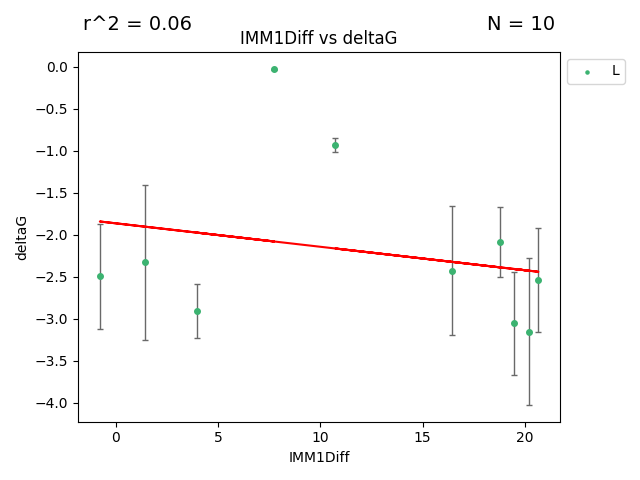 r^2 = 0.06
N = 10
IMM1Diff vs deltaG
L
0.0
−0.5
−1.0
−1.5
−2.0
−2.5
−3.0
−3.5
−4.0
deltaG
0 5 10 15 20
IMM1Diff